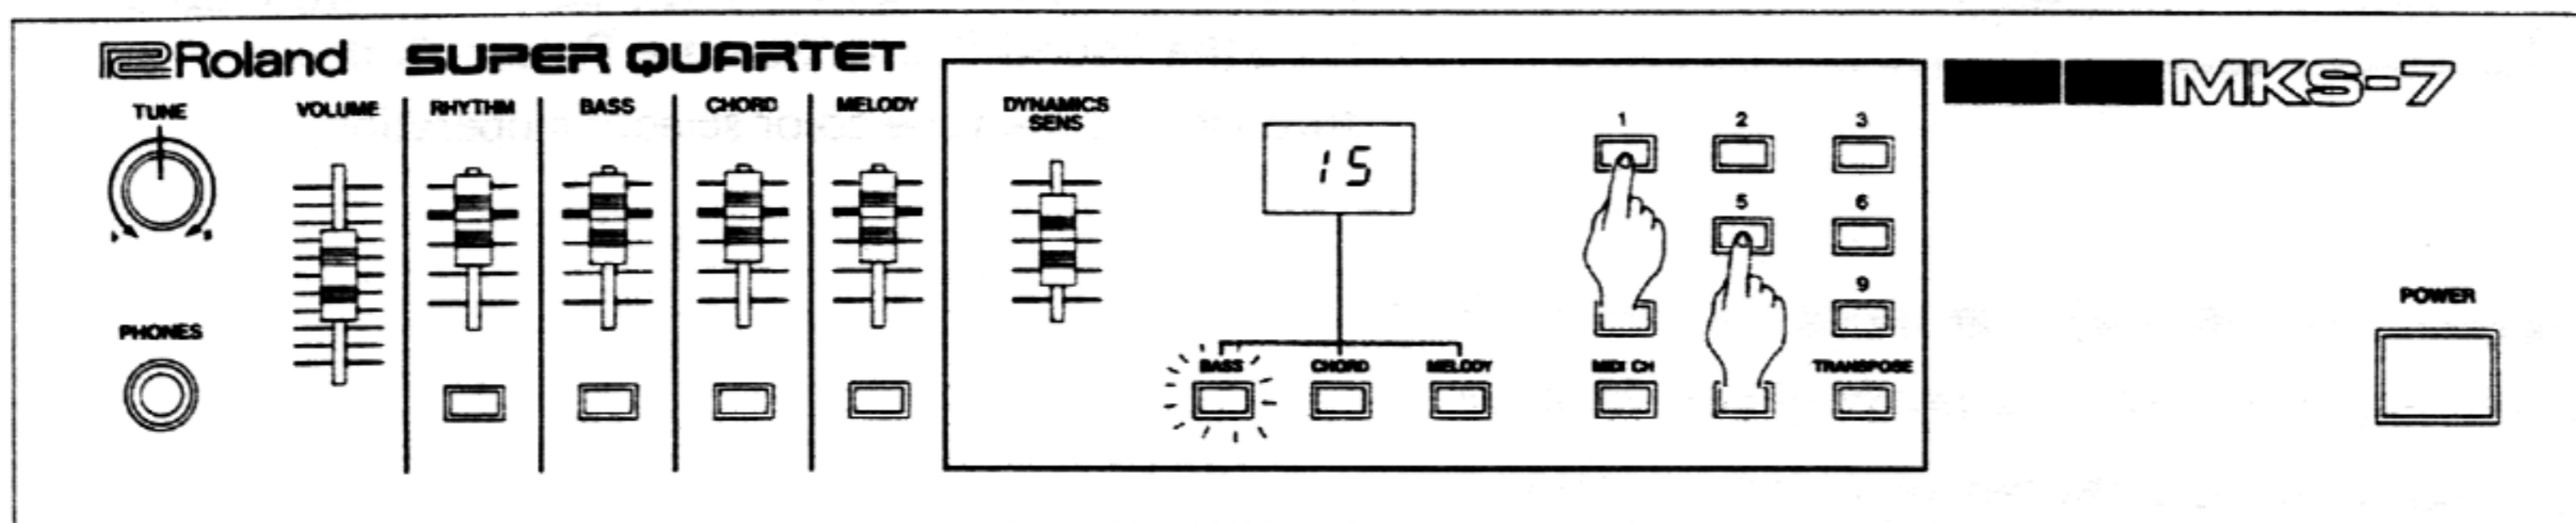 Roland SUPER QUARTET
MKS-7
TUNE
VOLUME
RHYTHM
BASS
CHORD
MELODY
DYNAMICS
SENS
15
1
2
3
5
6
9
PHONES
BASS
CHORD
MELODY
MIDI CH
TRANSPOSE
POWER